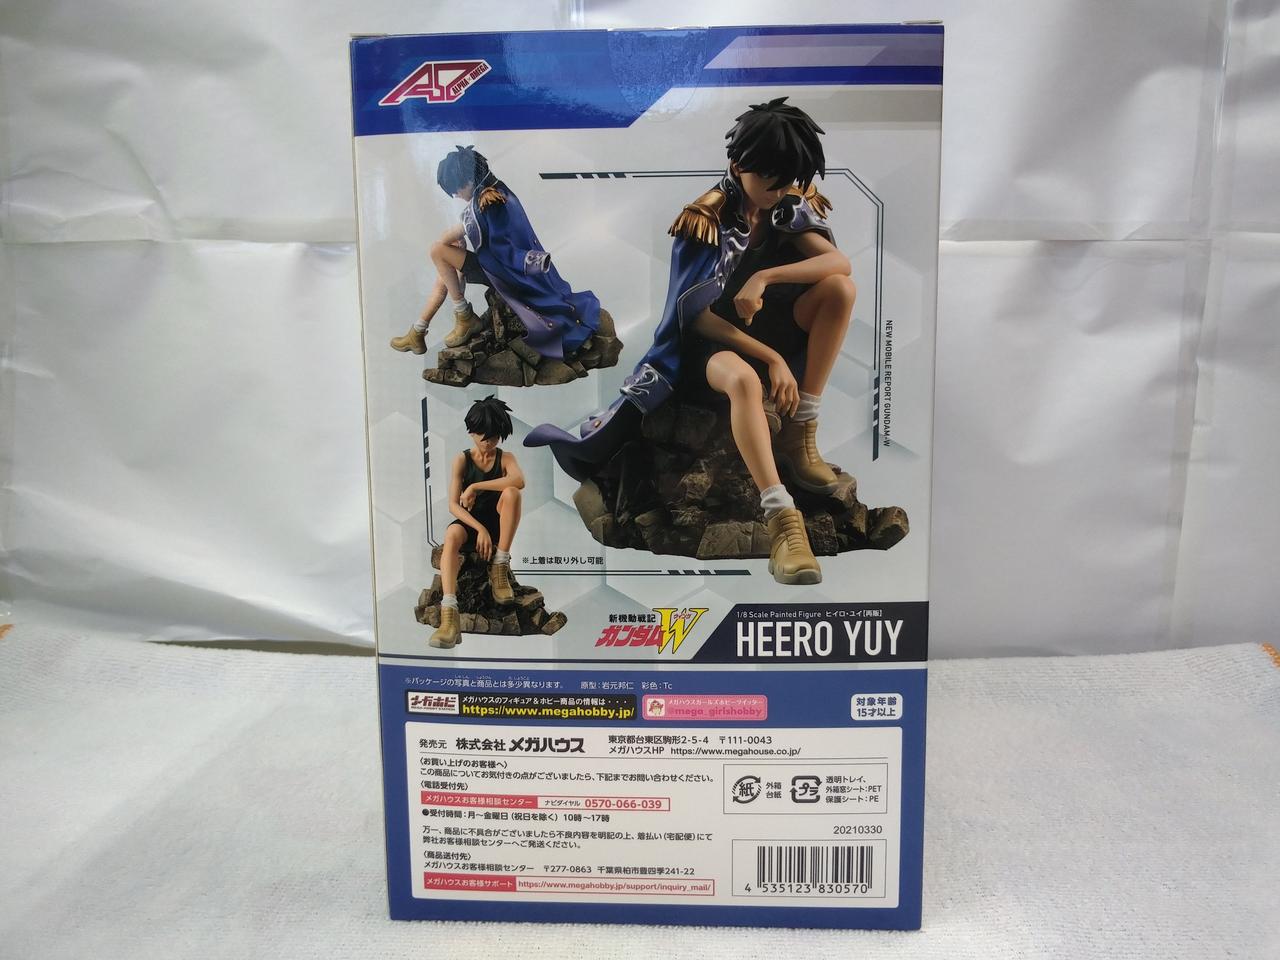 ALPHA×OMEGA
NEW MOBILE REPORT GUNDAM-W
※上着は取り外し可能
新機動戦記
ガンダムW
ウイング
1/8 Scale Painted Figure ヒイロ・ユイ【再販】
HEERO YUY
※パッケージの写真と商品とは多少異なります。 原型:岩元邦仁 彩色:Tc
メガホビ
MEGA HOBBY STATION
メガハウスのフィギュア&ホビー商品の情報は・・・
https://www.megahobby.jp/
メガハウスガールズホビーツイッター
@mega_girlshobby
対象年齢
15才以上
発売元 株式会社 メガハウス
東京都台東区駒形2-5-4 〒111-0043
メガハウスHP https://www.megahouse.co.jp/
〈お買い上げのお客様へ〉
この商品についてお気付きの点がございましたら、下記までお問い合わせください。
〈電話受付先〉
メガハウスお客様相談センター ナビダイヤル 0570-066-039
●受付時間:月〜金曜日(祝日を除く)10時〜17時
万一、商品に不具合がございましたら不良内容を明記の上、着払い(宅配便)にて
弊社お客様相談センターへご発送ください。
〈商品送付先〉
メガハウスお客様相談センター 〒277-0863 千葉県柏市豊四季241-22
メガハウスお客様サポート https://www.megahobby.jp/support/inquiry_mail/
紙 外箱
台紙
プラ 透明トレイ、
外箱窓シート:PET
保護シート:PE
20210330
4 535123 830570